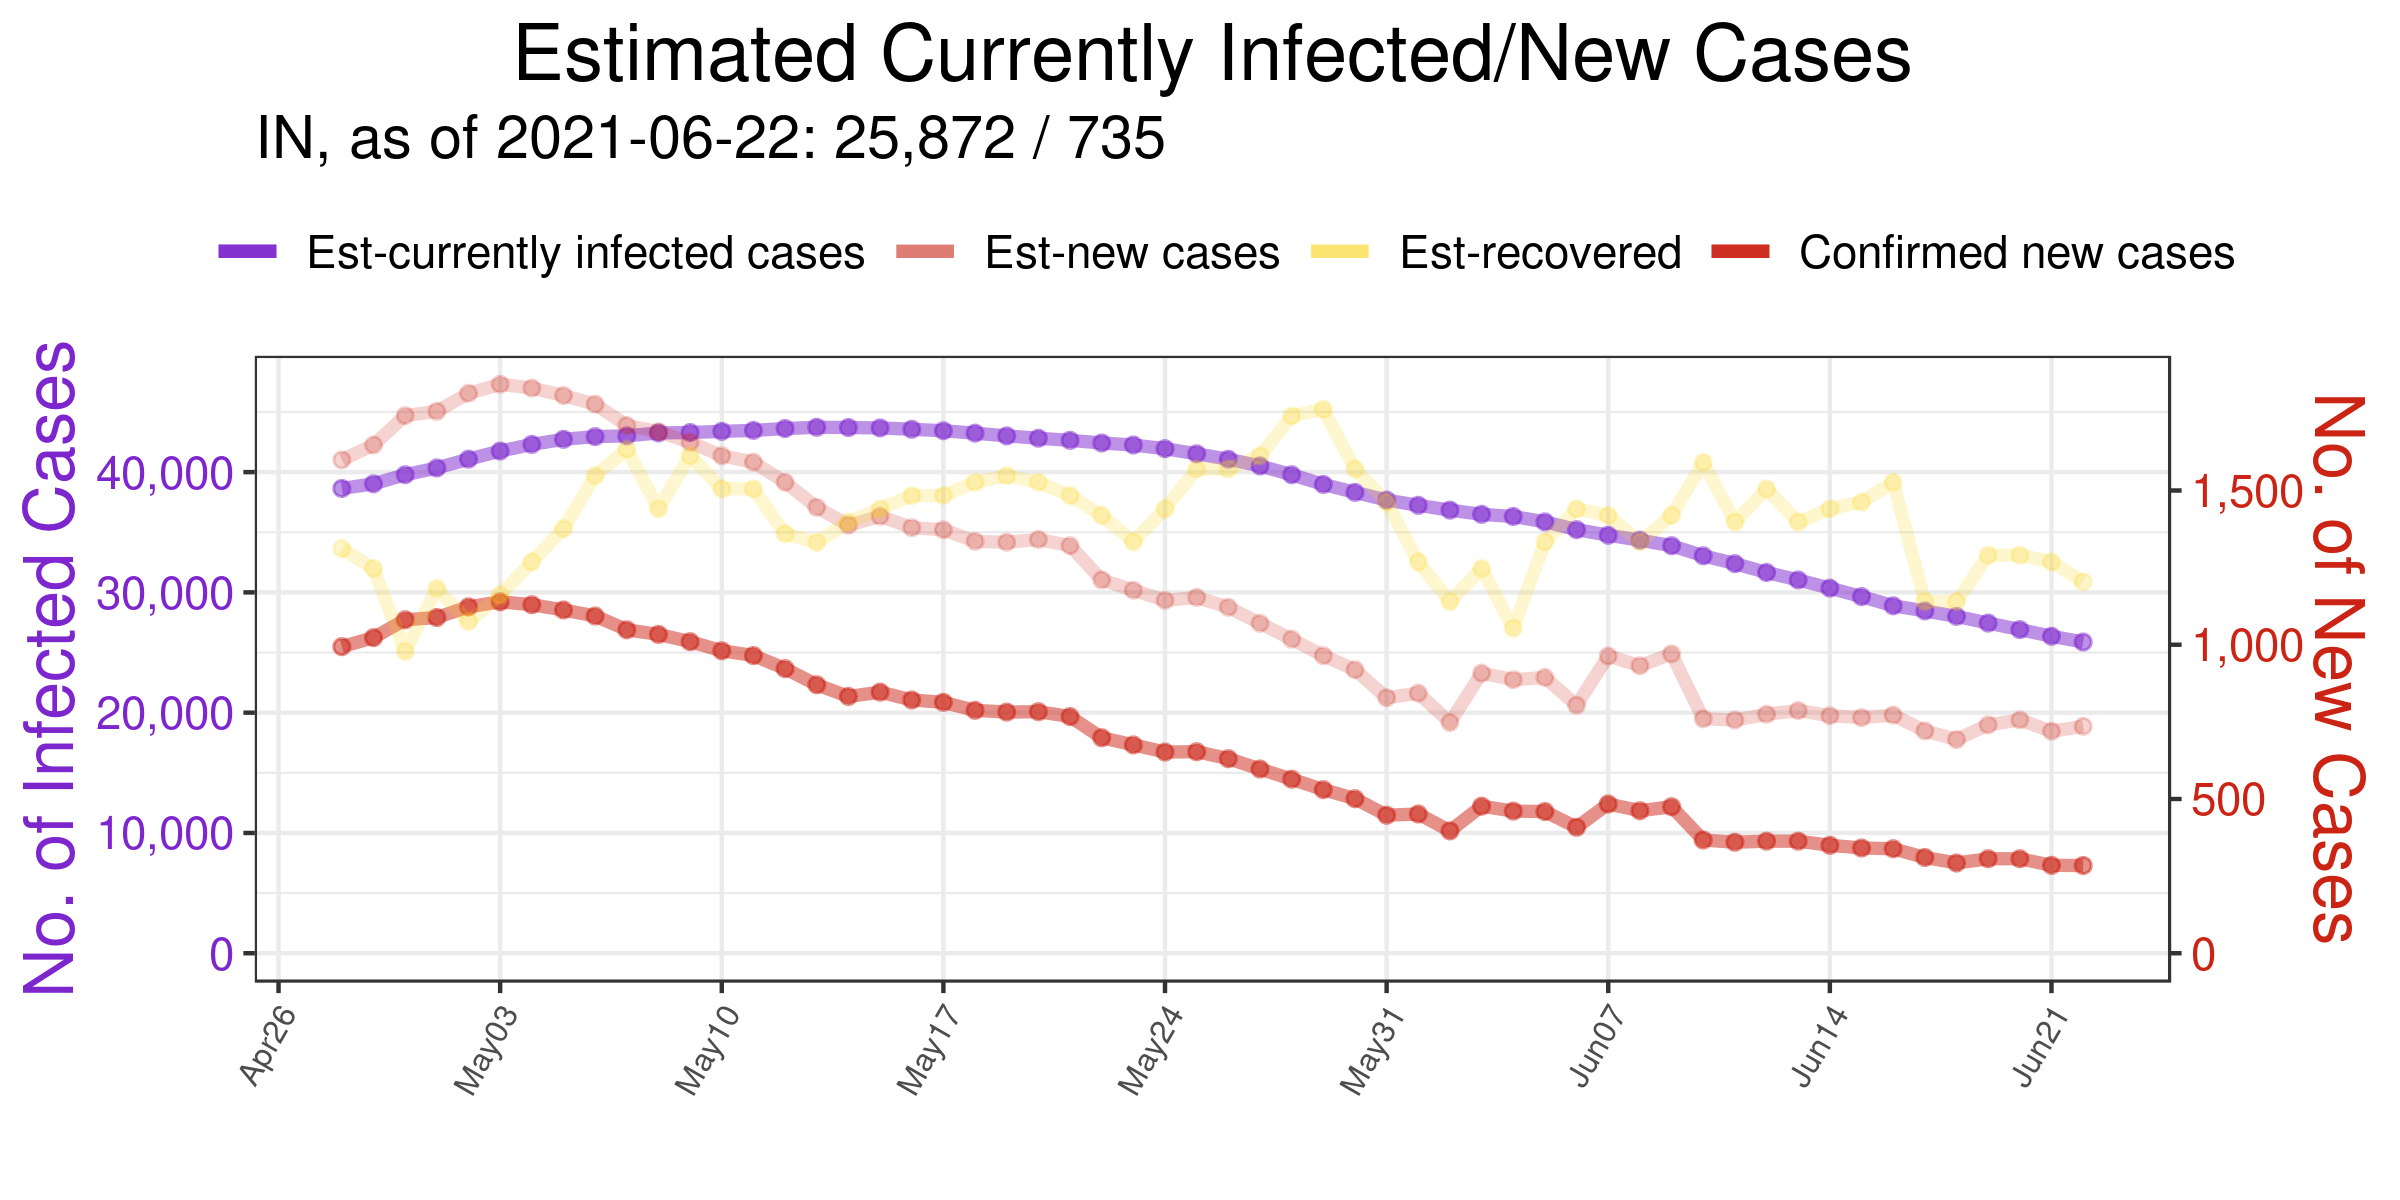 Estimated Currently Infected/New Cases
IN, as of 2021-06-22: 25,872 / 735
Est-currently infected cases Est-new cases Est-recovered Confirmed new cases
No. of Infected Cases
40,000
30,000
20,000
10,000
0
1,500
1,000
500
0
No. of New Cases
Apr26 May03 May10 May17 May24 May31 Jun07 Jun14 Jun21